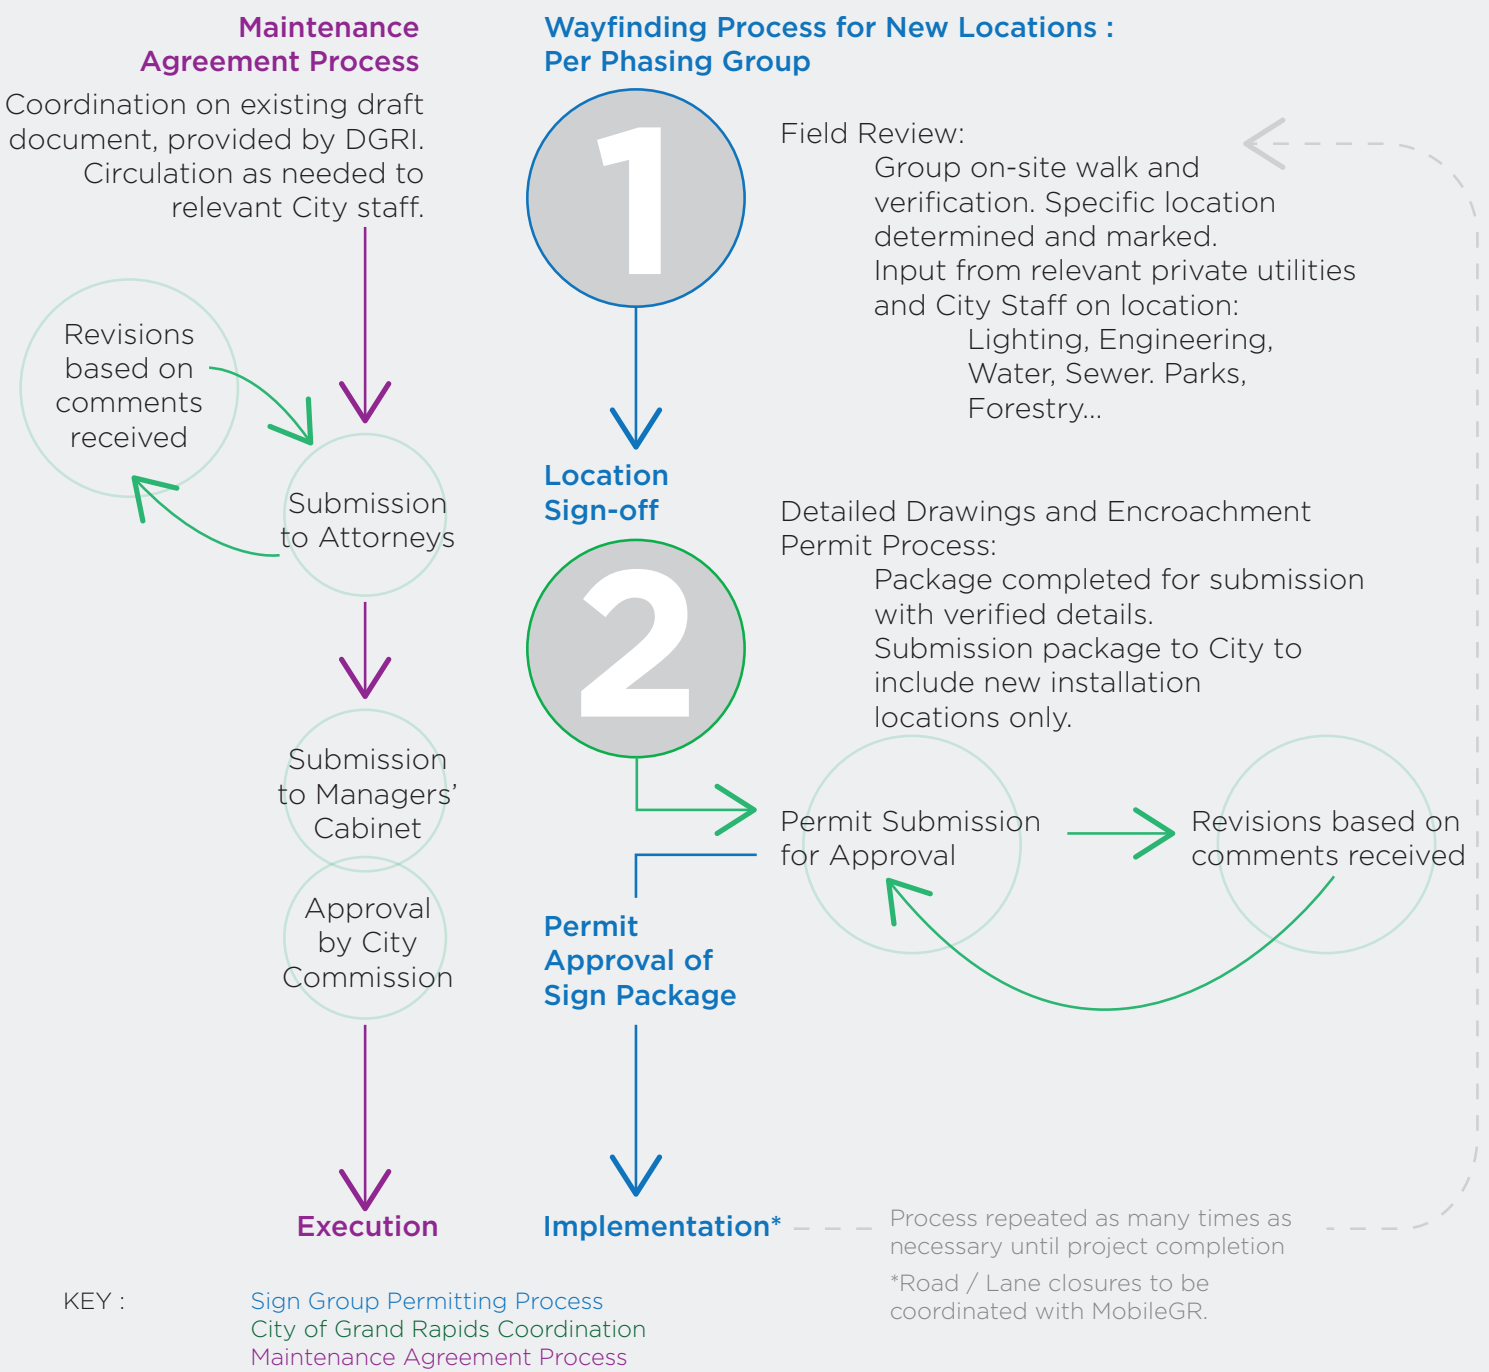 Maintenance
Agreement Process
Coordination on existing draft
document, provided by DGRI.
Circulation as needed to
relevant City staff.
Revisions
based on
comments
received
Submission
to Attorneys
Submission
to Managers’
Cabinet
Approval
by City
Commission
Execution
Wayfinding Process for New Locations :
Per Phasing Group
1
Field Review:
Group on-site walk and
verification. Specific location
determined and marked.
Input from relevant private utilities
and City Staff on location:
Lighting, Engineering,
Water, Sewer. Parks,
Forestry...
Location
Sign-off
2
Detailed Drawings and Encroachment
Permit Process:
Package completed for submission
with verified details.
Submission package to City to
include new installation
locations only.
Permit Submission
for Approval
Revisions based on
comments received
Permit
Approval of
Sign Package
Implementation*
Process repeated as many times as
necessary until project completion
*Road / Lane closures to be
coordinated with MobileGR.
KEY :
Sign Group Permitting Process
City of Grand Rapids Coordination
Maintenance Agreement Process